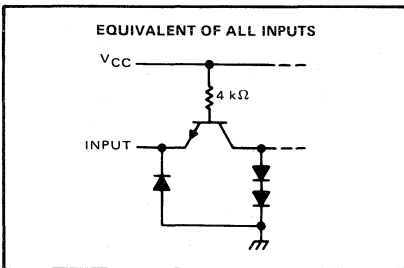 EQUIVALENT OF ALL INPUTS
VCC
4 kΩ
INPUT